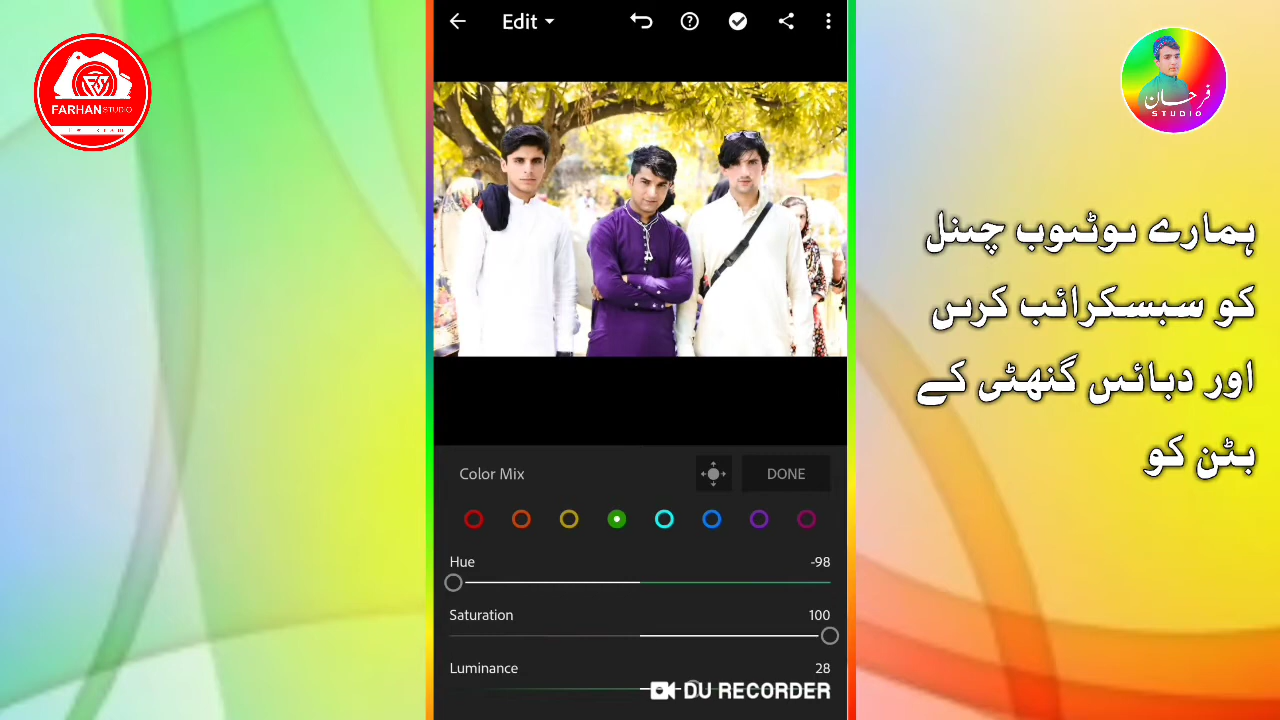 Edit
FARHAN STUDIO
فرحان
STUDIO
ہمارے یوٹیوب چینل
کو سبسکرائب کریں
اور دبائیں گنھٹی کے
بٹن کو
Color Mix
DONE
Hue -98
Saturation 100
Luminance 28
DU RECORDER